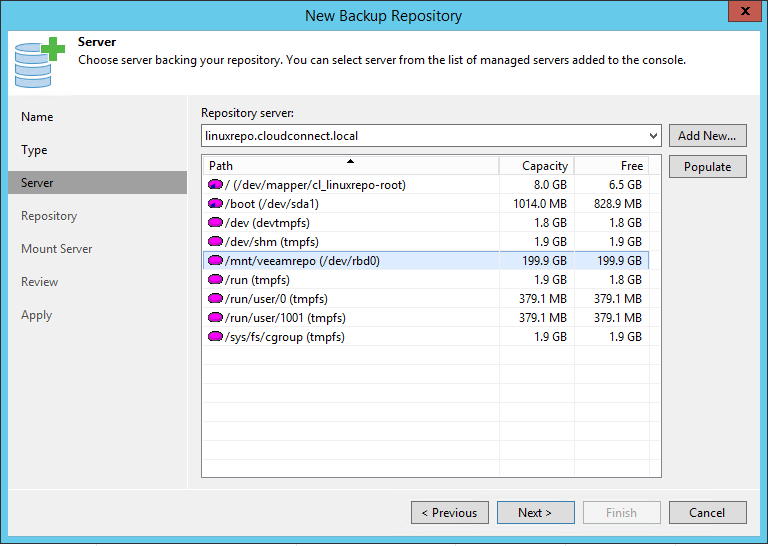 New Backup Repository
x
Server
Choose server backing your repository. You can select server from the list of managed servers added to the console.
Name
Type
Server
Repository
Mount Server
Review
Apply
Repository server:
linuxrepo.cloudconnect.local
Add New...
Populate
Path Capacity Free
/ (/dev/mapper/cl_linuxrepo-root) 8.0 GB 6.5 GB
/boot (/dev/sda1) 1014.0 MB 828.9 MB
/dev (devtmpfs) 1.8 GB 1.8 GB
/dev/shm (tmpfs) 1.9 GB 1.9 GB
/mnt/veeamrepo (/dev/rbd0) 199.9 GB 199.9 GB
/run (tmpfs) 1.9 GB 1.8 GB
/run/user/0 (tmpfs) 379.1 MB 379.1 MB
/run/user/1001 (tmpfs) 379.1 MB 379.1 MB
/sys/fs/cgroup (tmpfs) 1.9 GB 1.9 GB
< Previous
Next >
Finish
Cancel